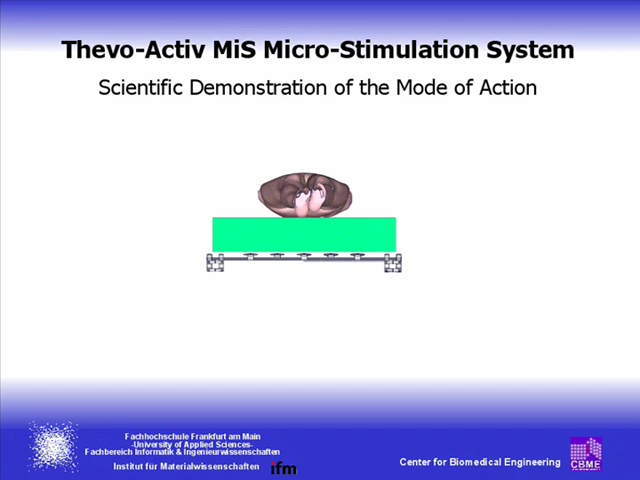 Thevo-Activ MiS Micro-Stimulation System
Scientific Demonstration of the Mode of Action
Fachhochschule Frankfurt am Main
-University of Applied Sciences-
Fachbereich Informatik & Ingenieurwissenschaften
Institut für Materialwissenschaften ifm
Center for Biomedical Engineering
CBME